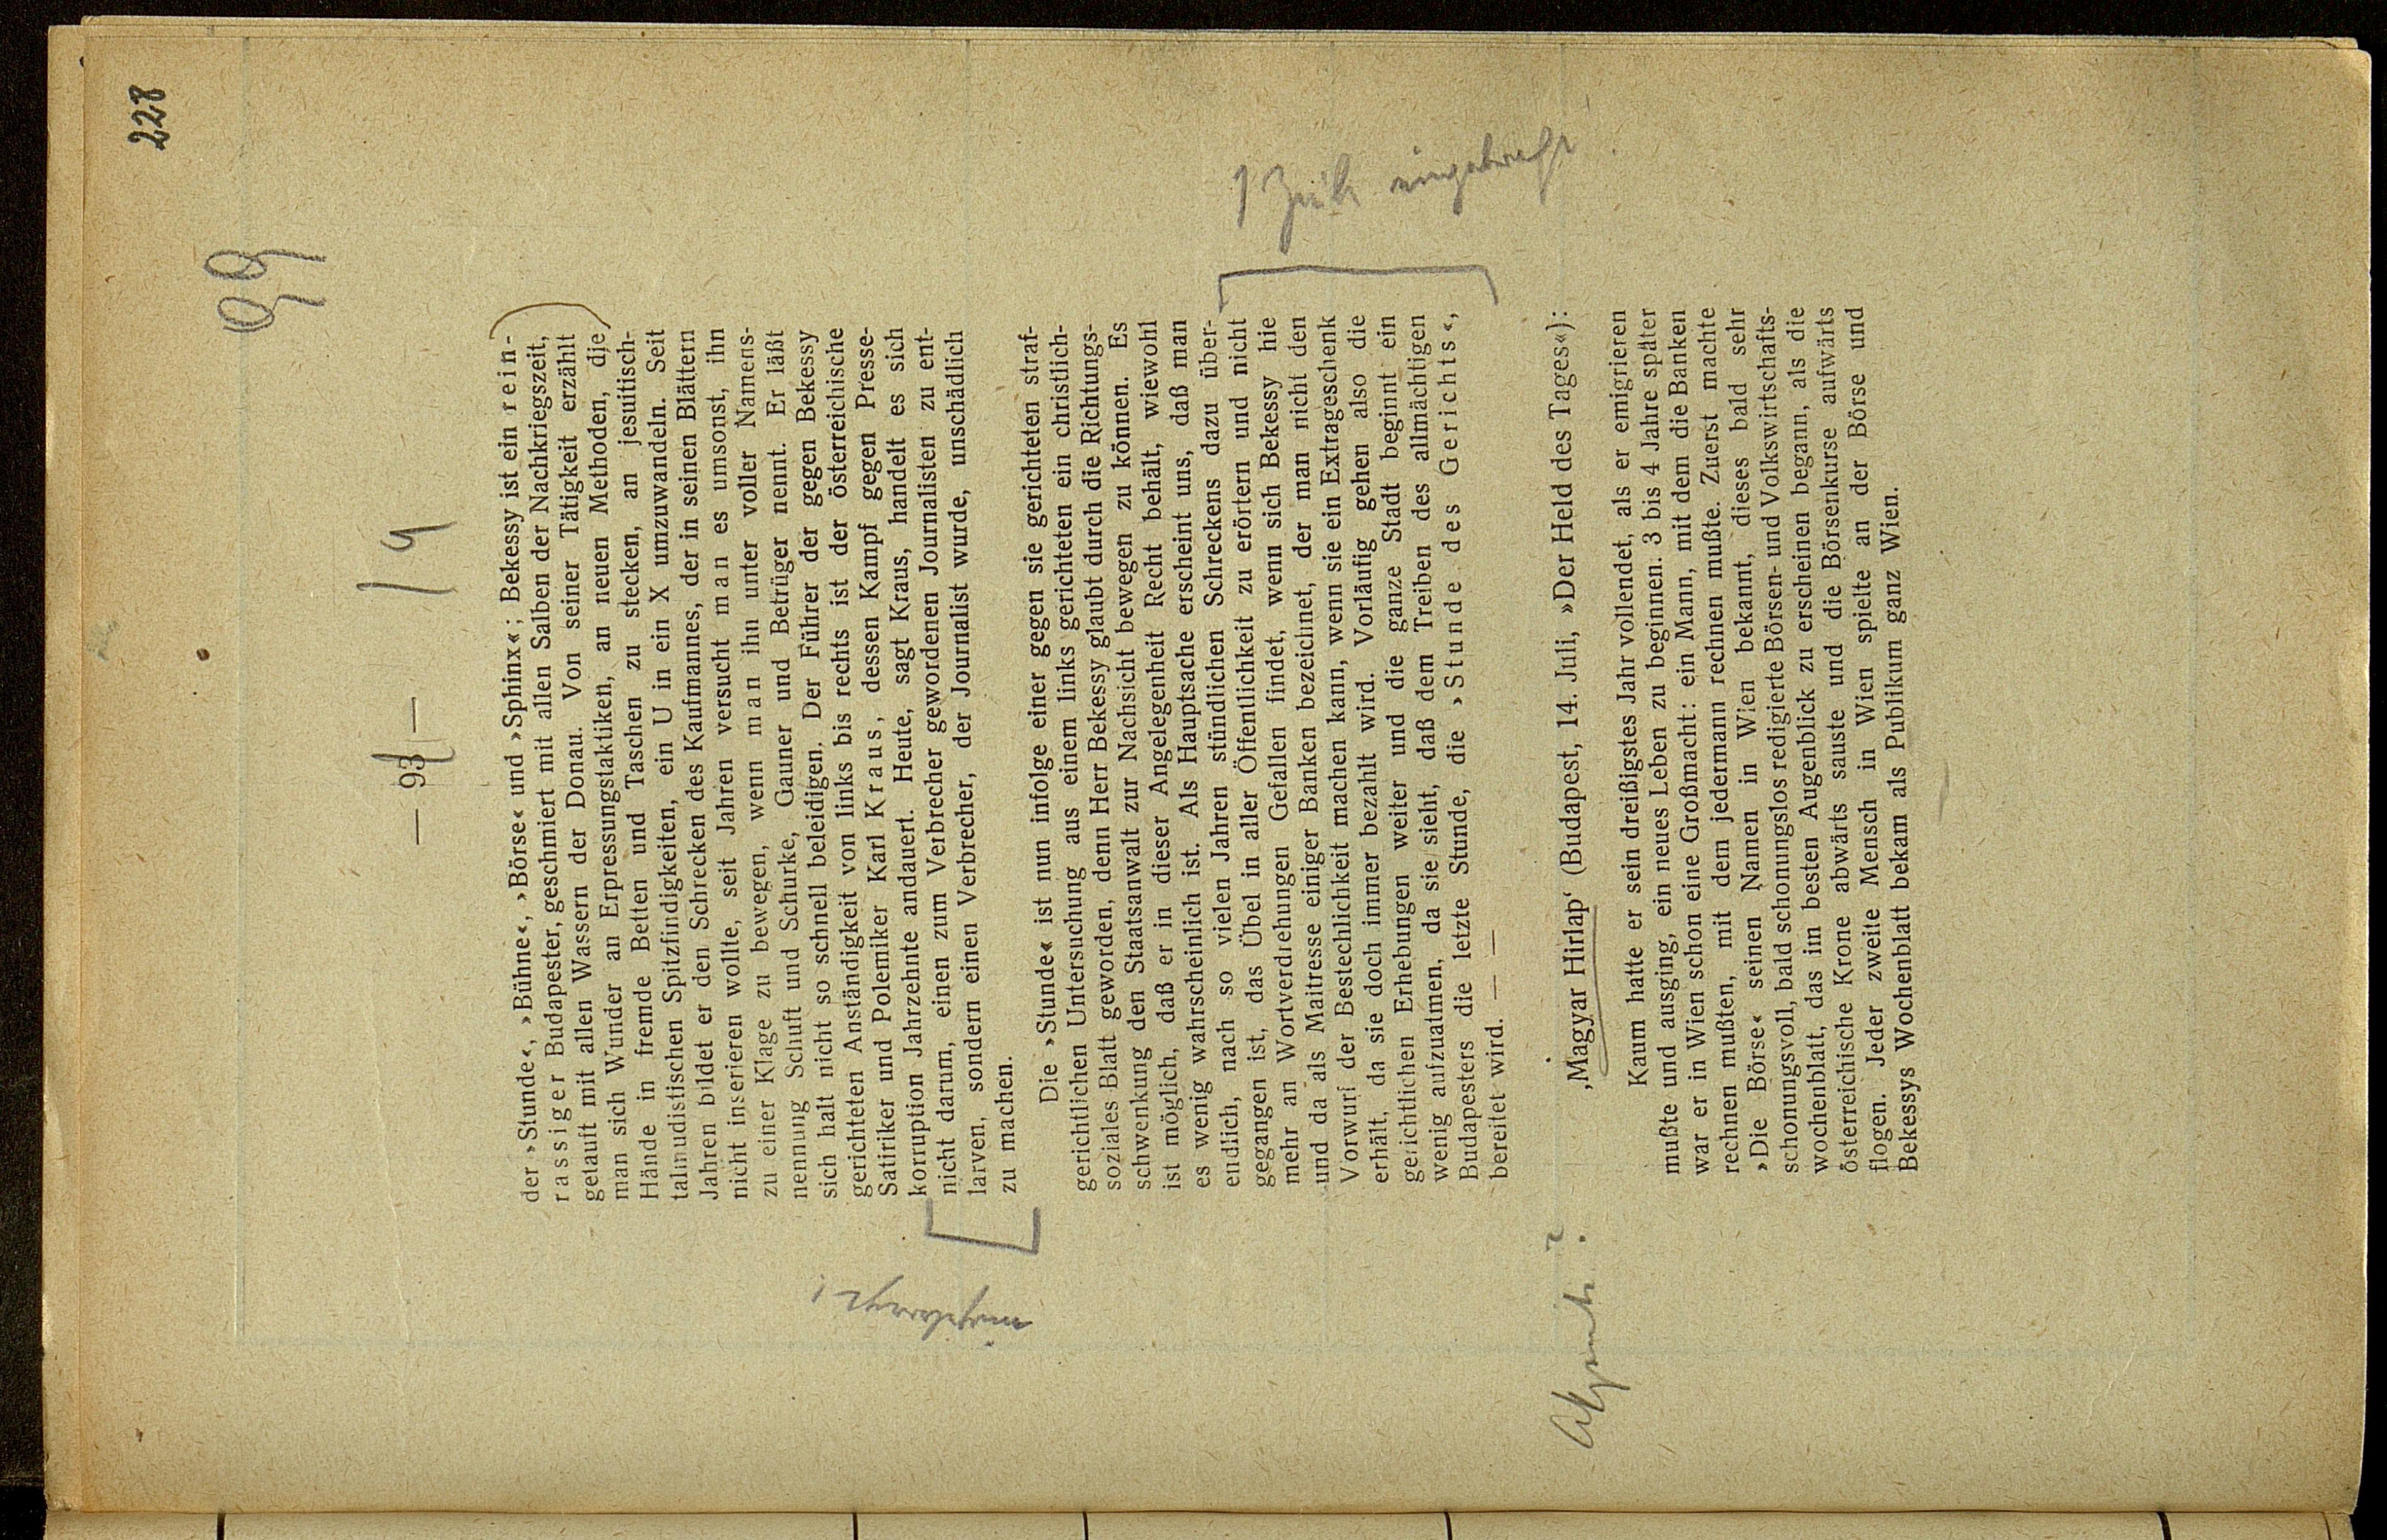 228
99
— 93 —
9
der »Stunde«, »Bühne«, »Börse« und »Sphinx«; Bekessy ist ein rein-
rassiger Budapester, geschmiert mit allen Salben der Nachkriegszeit,
getauft mit allen Wassern der Donau. Von seiner Tätigkeit erzählt
man sich Wunder an Erpressungstaktiken, an neuen Methoden, die
Hände in fremde Betten und Taschen zu stecken, an jesuitisch-
talmudistischen Spitzfindigkeiten, ein U in ein X umzuwandeln. Seit
Jahren bildet er den Schrecken des Kaufmannes, der in seinen Blättern
nicht inserieren wollte, seit Jahren versucht man es umsonst, ihn
zu einer Klage zu bewegen, wenn man ihn unter voller Namens-
nennung Schuft und Schurke, Gauner und Betrüger nennt. Er läßt
sich halt nicht so schnell beleidigen. Der Führer der gegen Bekessy
gerichteten Anständigkeit von links bis rechts ist der österreichische
Satiriker und Polemiker Karl Kraus, dessen Kampf gegen Presse-
korruption Jahrzehnte andauert. Heute, sagt Kraus, handelt es sich
nicht darum, einen zum Verbrecher gewordenen Journalisten zu ent-
larven, sondern einen Verbrecher, der Journalist wurde, unschädlich
zu machen.
Die »Stunde« ist nun infolge einer gegen sie gerichteten straf-
gerichtlichen Untersuchung aus einem links gerichteten ein christlich-
soziales Blatt geworden, denn Herr Bekessy glaubt durch die Richtungs-
schwenkung den Staatsanwalt zur Nachsicht bewegen zu können. Es
ist möglich, daß er in dieser Angelegenheit Recht behält, wiewohl
es wenig wahrscheinlich ist. Als Hauptsache erscheint uns, daß man
endlich, nach so vielen Jahren stündlichen Schreckens dazu über-
gegangen ist, das Übel in aller Öffentlichkeit zu erörtern und nicht
mehr an Wortverdrehungen Gefallen findet, wenn sich Bekessy hie
und da als Maitresse einiger Banken bezeichnet, der man nicht den
Vorwurf der Bestechlichkeit machen kann, wenn sie ein Extrageschenk
erhält, da sie doch immer bezahlt wird. Vorläufig gehen also die
gerichtlichen Erhebungen weiter und die ganze Stadt beginnt ein
wenig aufzuatmen, da sie sieht, daß dem Treiben des allmächtigen
Budapesters die letzte Stunde, die »Stunde des Gerichts«,
bereitet wird. — —
‚Magyar Hirlap‘ (Budapest, 14. Juli, »Der Held des Tages«):
Kaum hatte er sein dreißigstes Jahr vollendet, als er emigrieren
mußte und ausging, ein neues Leben zu beginnen. 3 bis 4 Jahre später
war er in Wien schon eine Großmacht: ein Mann, mit dem die Banken
rechnen mußten, mit dem jedermann rechnen mußte. Zuerst machte
»Die Börse« seinen Namen in Wien bekannt, dieses bald sehr
schonungsvoll, bald schonungslos redigierte Börsen- und Volkswirtschafts-
wochenblatt, das im besten Augenblick zu erscheinen begann, als die
österreichische Krone abwärts sauste und die Börsenkurse aufwärts
flogen. Jeder zweite Mensch in Wien spielte an der Börse und
Bekessys Wochenblatt bekam als Publikum ganz Wien.
1 Zeile eingebracht
eingebracht
?